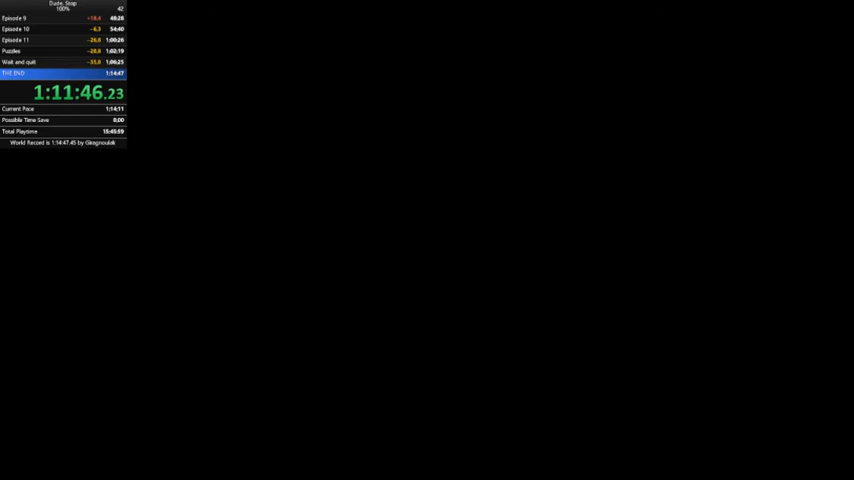 Dude, Stop
100% 42
Episode 9 +18,4 49:28
Episode 10 -6,3 54:40
Episode 11 -26,6 1:00:26
Puzzles -28,8 1:02:19
Wait and quit -35,8 1:06:25
THE END 1:14:47
1:11:46.23
Current Pace 1:14:11
Possible Time Save 0,00
Total Playtime 15:45:59
World Record is 1:14:47.45 by